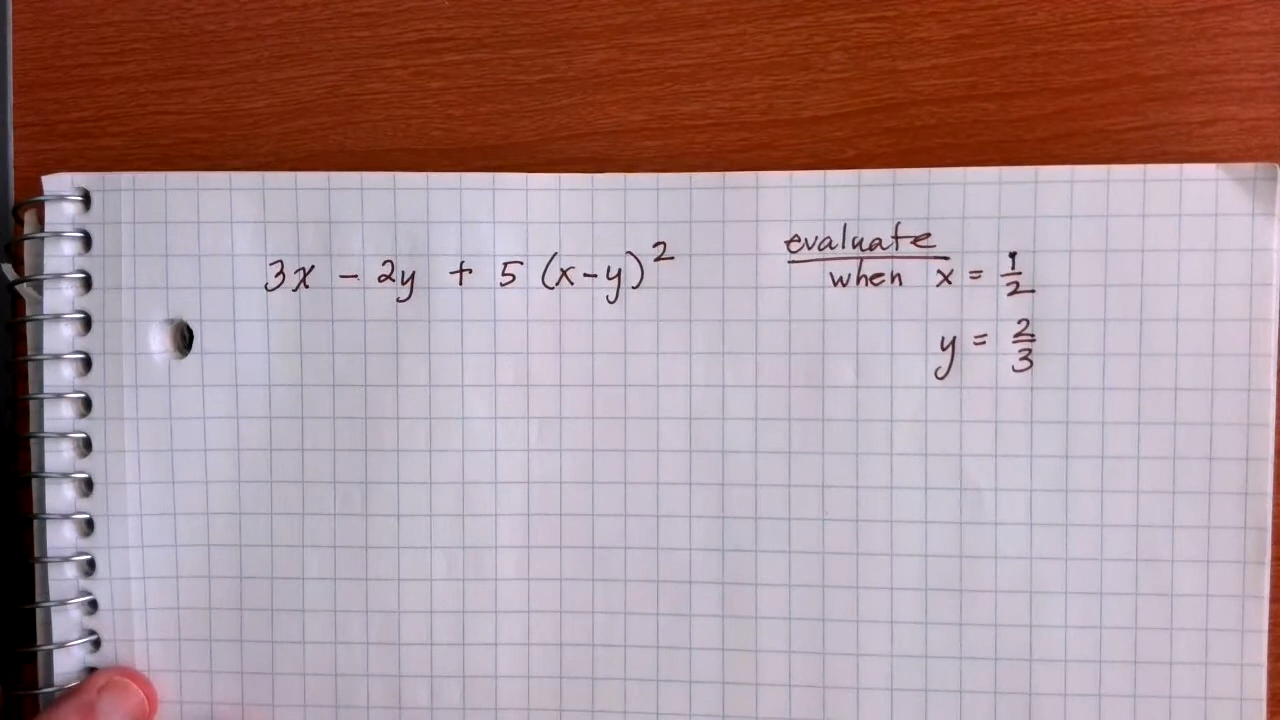 3x - 2y + 5 (x-y)²
evaluate
when x = 1/2
y = 2/3